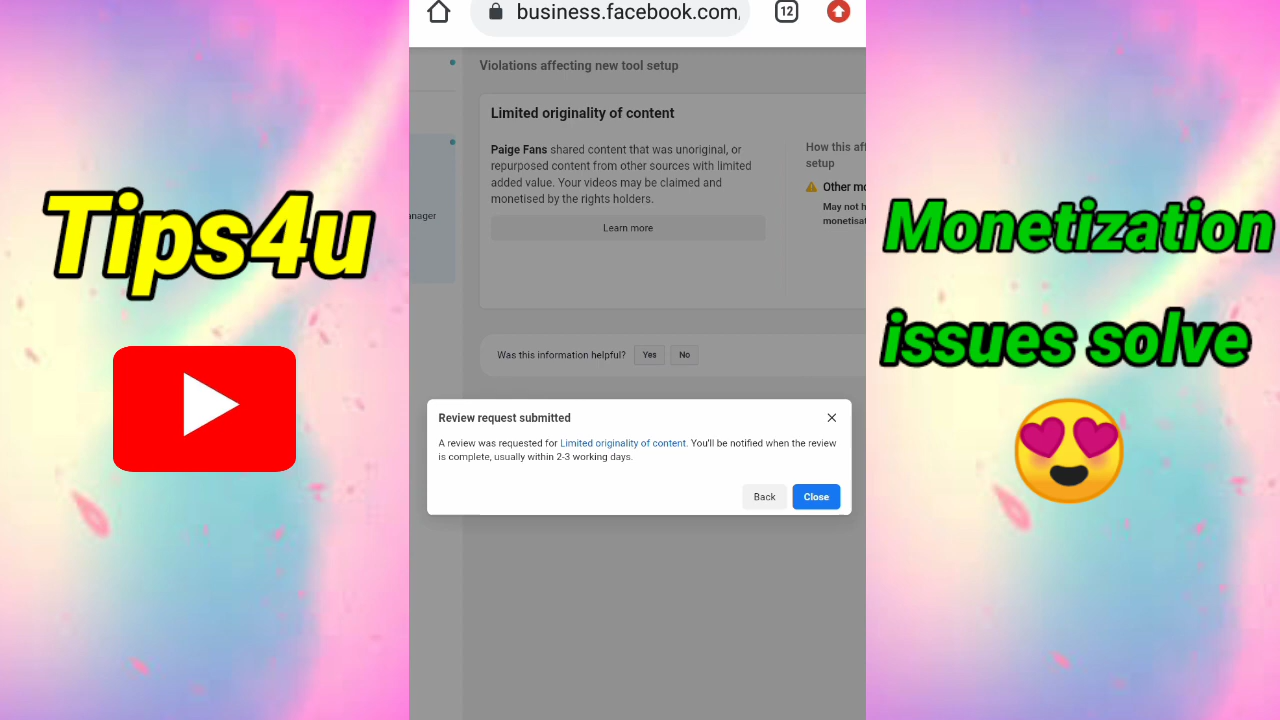 Tips4u
business.facebook.com,
12
Violations affecting new tool setup
Limited originality of content
Paige Fans shared content that was unoriginal, or
repurposed content from other sources with limited
added value. Your videos may be claimed and
monetised by the rights holders.
Learn more
How this aff
setup
Other mo
May not h
monetisat
anager
Was this information helpful? Yes No
Review request submitted
A review was requested for Limited originality of content. You'll be notified when the review
is complete, usually within 2-3 working days.
Back Close
Monetization
issues solve